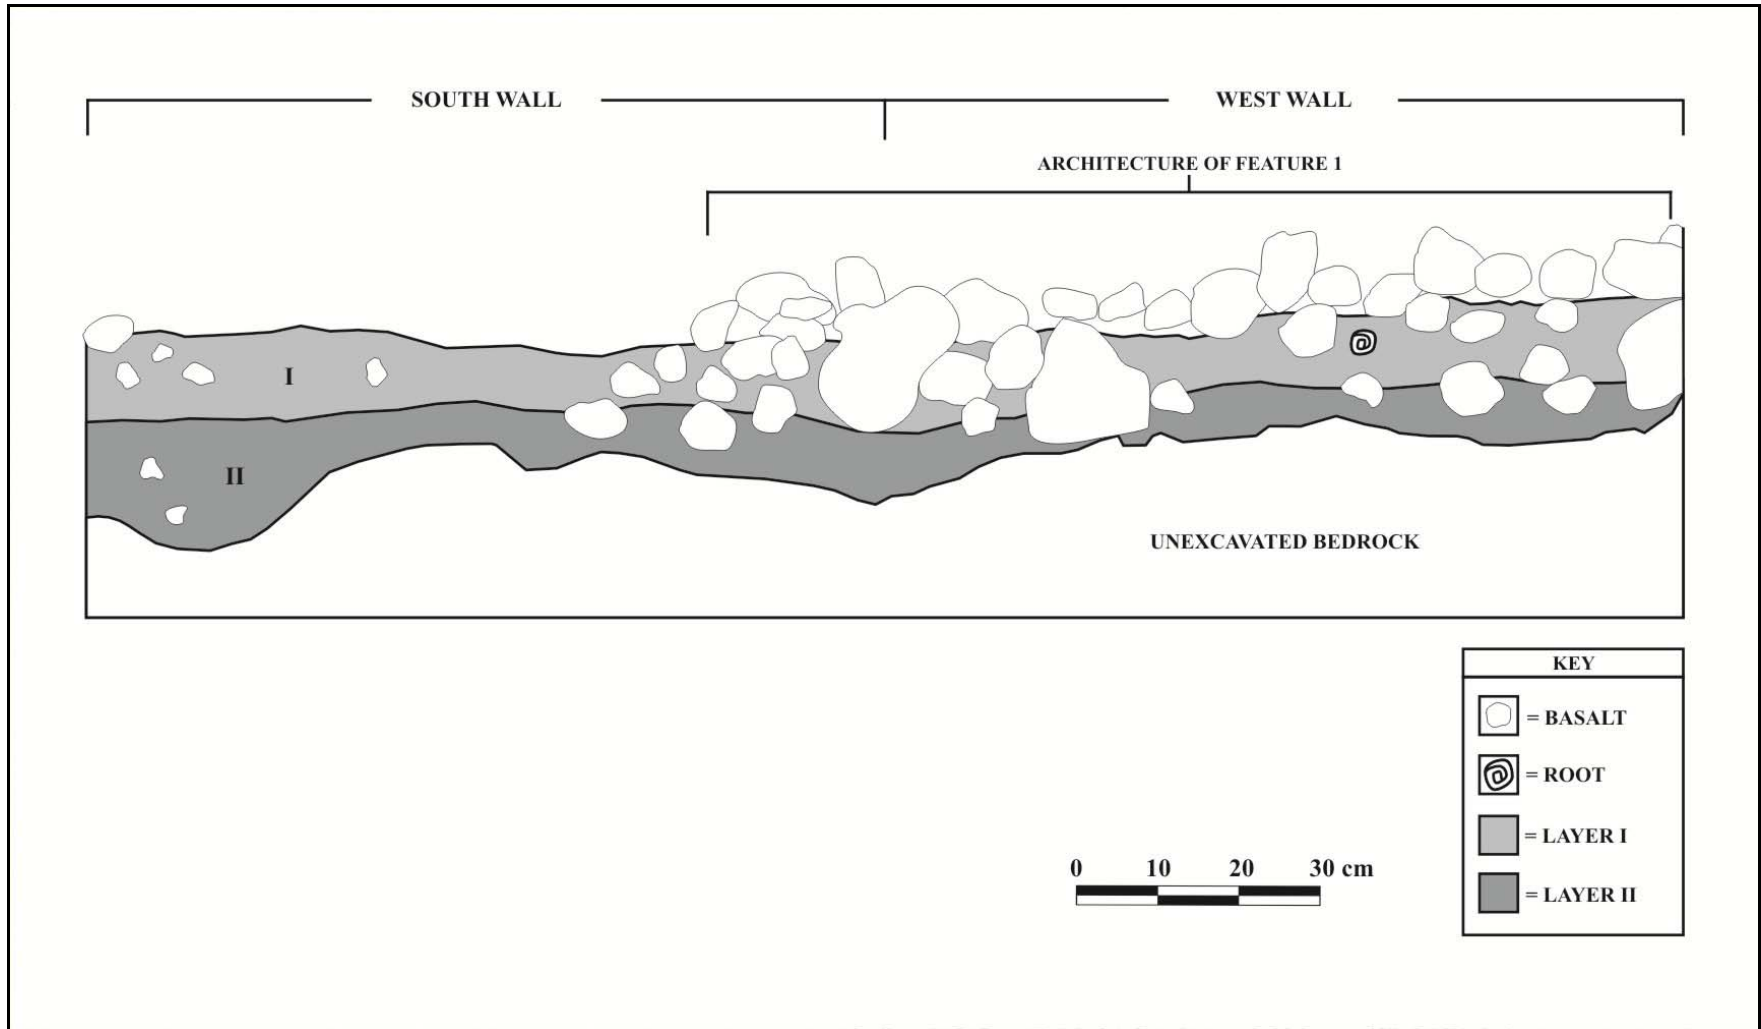 SOUTH WALL
WEST WALL
ARCHITECTURE OF FEATURE 1
I
II
UNEXCAVATED BEDROCK
KEY
= BASALT
= ROOT
= LAYER I
= LAYER II
0 10 20 30 cm